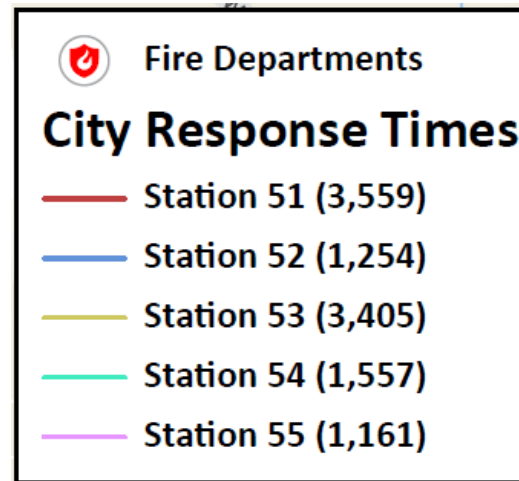 Fire Departments
City Response Times
Station 51 (3,559)
Station 52 (1,254)
Station 53 (3,405)
Station 54 (1,557)
Station 55 (1,161)